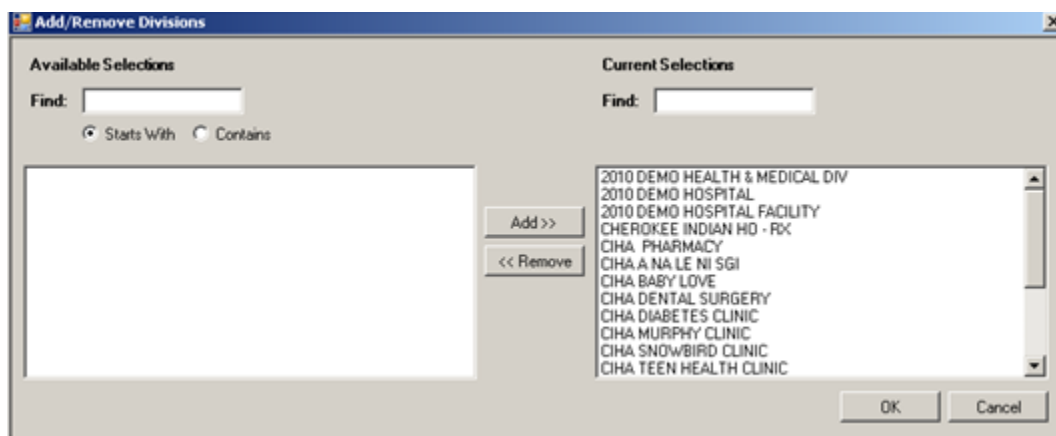 Add/Remove Divisions
Available Selections
Current Selections
Find:
Find:
Starts With
Contains
Add >>
<< Remove
2010 DEMO HEALTH & MEDICAL DIV
2010 DEMO HOSPITAL
2010 DEMO HOSPITAL FACILITY
CHEROKEE INDIAN HO - RX
CIHA  PHARMACY
CIHA A NA LE NI SGI
CIHA BABY LOVE
CIHA DENTAL SURGERY
CIHA DIABETES CLINIC
CIHA MURPHY CLINIC
CIHA SNOWBIRD CLINIC
CIHA TEEN HEALTH CLINIC
OK
Cancel